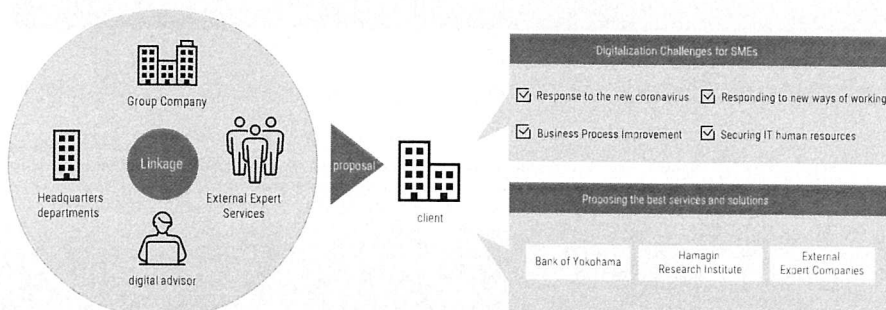 Group Company
Linkage
Headquarters
departments
External Expert
Services
digital advisor
proposal
client
Digitalization Challenges for SMEs
Response to the new coronavirus
Responding to new ways of working
Business Process Improvement
Securing IT human resources
Proposing the best services and solutions
Bank of Yokohama
Hamagin
Research Institute
External
Expert Companies